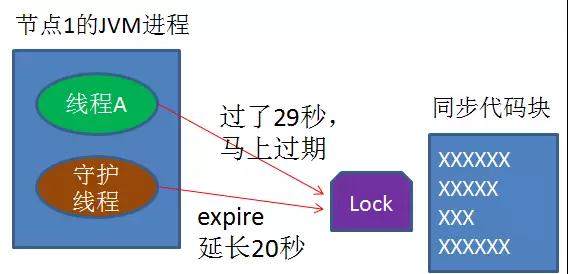 节点1的JVM进程
线程A
守护
线程
过了29秒，
马上过期
expire
延长20秒
Lock
同步代码块
XXXXXX
XXXXX
XXX
XXXXXX